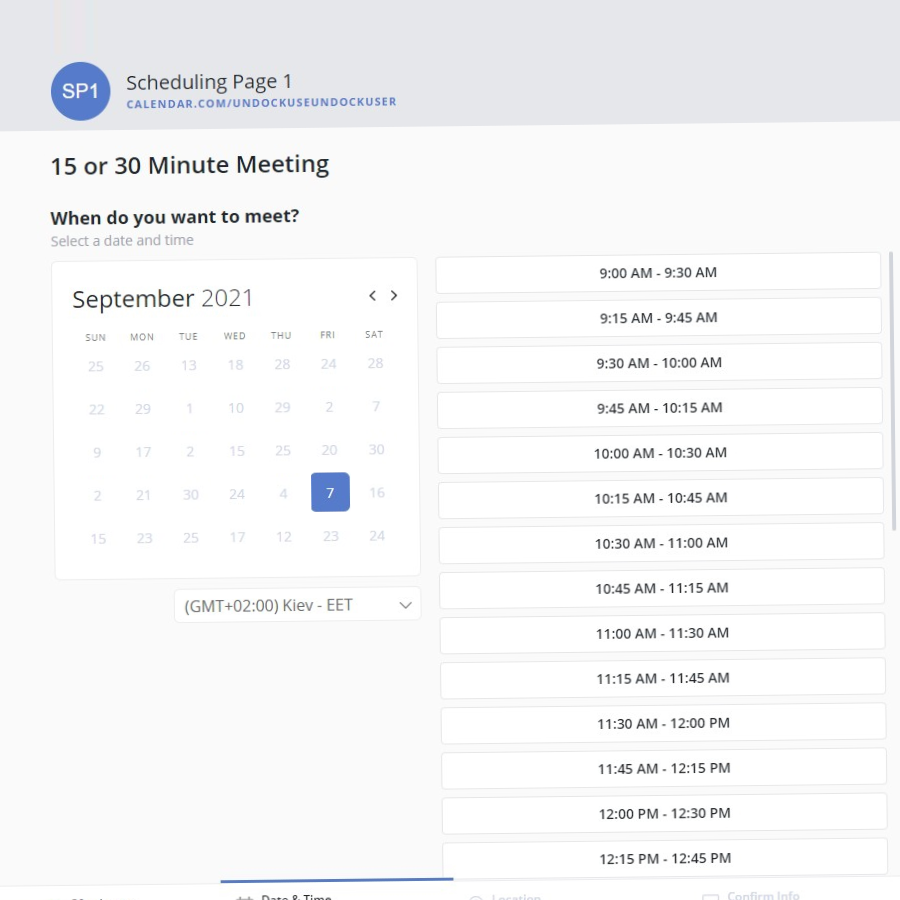 SP1
Scheduling Page 1
CALENDAR.COM/UNDOCKUSEUNDOCKUSER
15 or 30 Minute Meeting
When do you want to meet?
Select a date and time
September 2021
SUN MON TUE WED THU FRI SAT
25 26 13 18 28 24 28
22 29 1 10 29 2 7
9 17 2 15 25 20 30
2 21 30 24 4 7 16
15 23 25 17 12 23 24
(GMT+02:00) Kiev - EET
9:00 AM - 9:30 AM
9:15 AM - 9:45 AM
9:30 AM - 10:00 AM
9:45 AM - 10:15 AM
10:00 AM - 10:30 AM
10:15 AM - 10:45 AM
10:30 AM - 11:00 AM
10:45 AM - 11:15 AM
11:00 AM - 11:30 AM
11:15 AM - 11:45 AM
11:30 AM - 12:00 PM
11:45 AM - 12:15 PM
12:00 PM - 12:30 PM
12:15 PM - 12:45 PM
Date & Time
Location
Confirm Info